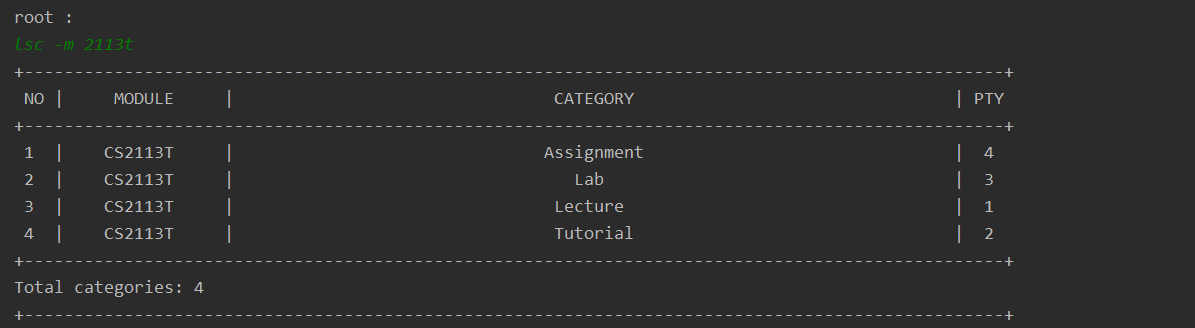 root :
lsc -m 2113t
+--------------------------------------------------------------------------------------------------+
NO | MODULE | CATEGORY | PTY
+--------------------------------------------------------------------------------------------------+
1 | CS2113T | Assignment | 4
2 | CS2113T | Lab | 3
3 | CS2113T | Lecture | 1
4 | CS2113T | Tutorial | 2
+--------------------------------------------------------------------------------------------------+
Total categories: 4
+--------------------------------------------------------------------------------------------------+